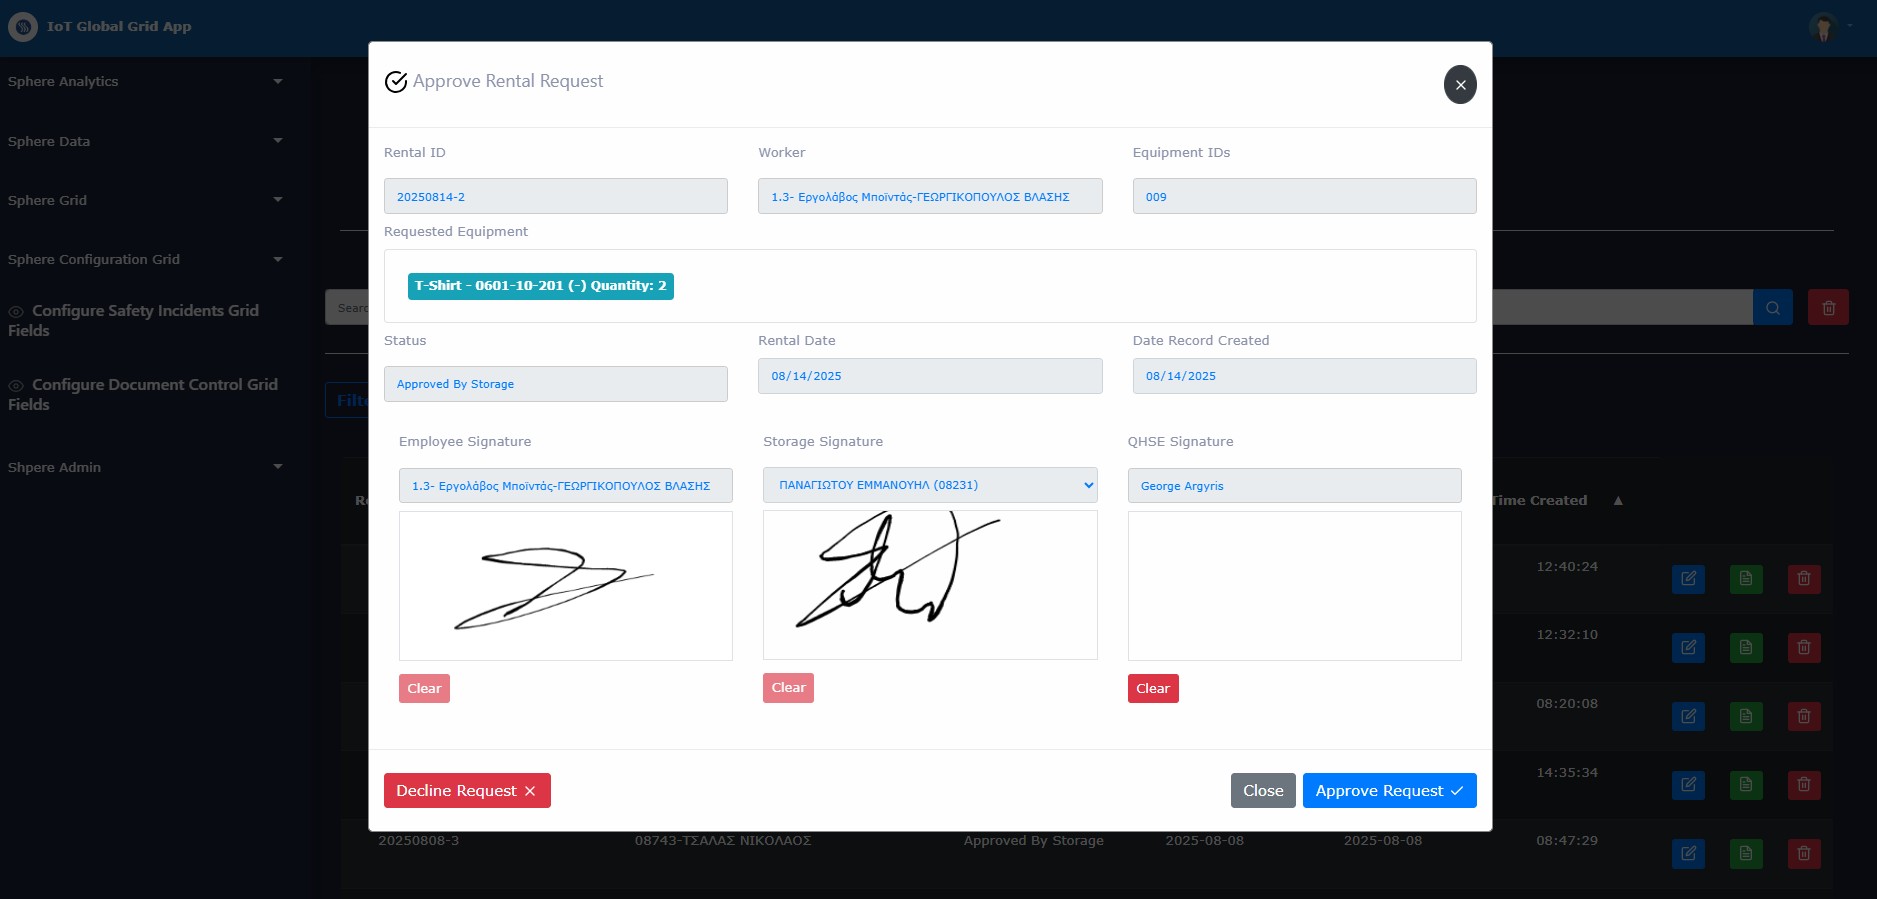 IoT Global Grid App
Sphere Analytics
Sphere Data
Sphere Grid
Sphere Configuration Grid
Configure Safety Incidents Grid
Fields
Configure Document Control Grid
Fields
Shpere Admin
Approve Rental Request
Rental ID Worker Equipment IDs
20250814-2 1.3- Εργολάβος Μποϊντάς-ΓΕΩΡΓΙΚΟΠΟΥΛΟΣ ΒΛΑΣΗΣ 009
Requested Equipment
T-Shirt - 0601-10-201 (-) Quantity: 2
Status Rental Date Date Record Created
Approved By Storage 08/14/2025 08/14/2025
Employee Signature Storage Signature QHSE Signature
1.3- Εργολάβος Μποϊντάς-ΓΕΩΡΓΙΚΟΠΟΥΛΟΣ ΒΛΑΣΗΣ ΠΑΝΑΓΙΩΤΟΥ ΕΜΜΑΝΟΥΗΛ (08231) George Argyris
Clear Clear Clear
Decline Request Close Approve Request
Time Created
12:40:24
12:32:10
08:20:08
14:35:34
20250808-3 08743-ΤΣΑΛΑΣ ΝΙΚΟΛΑΟΣ Approved By Storage 2025-08-08 2025-08-08 08:47:29